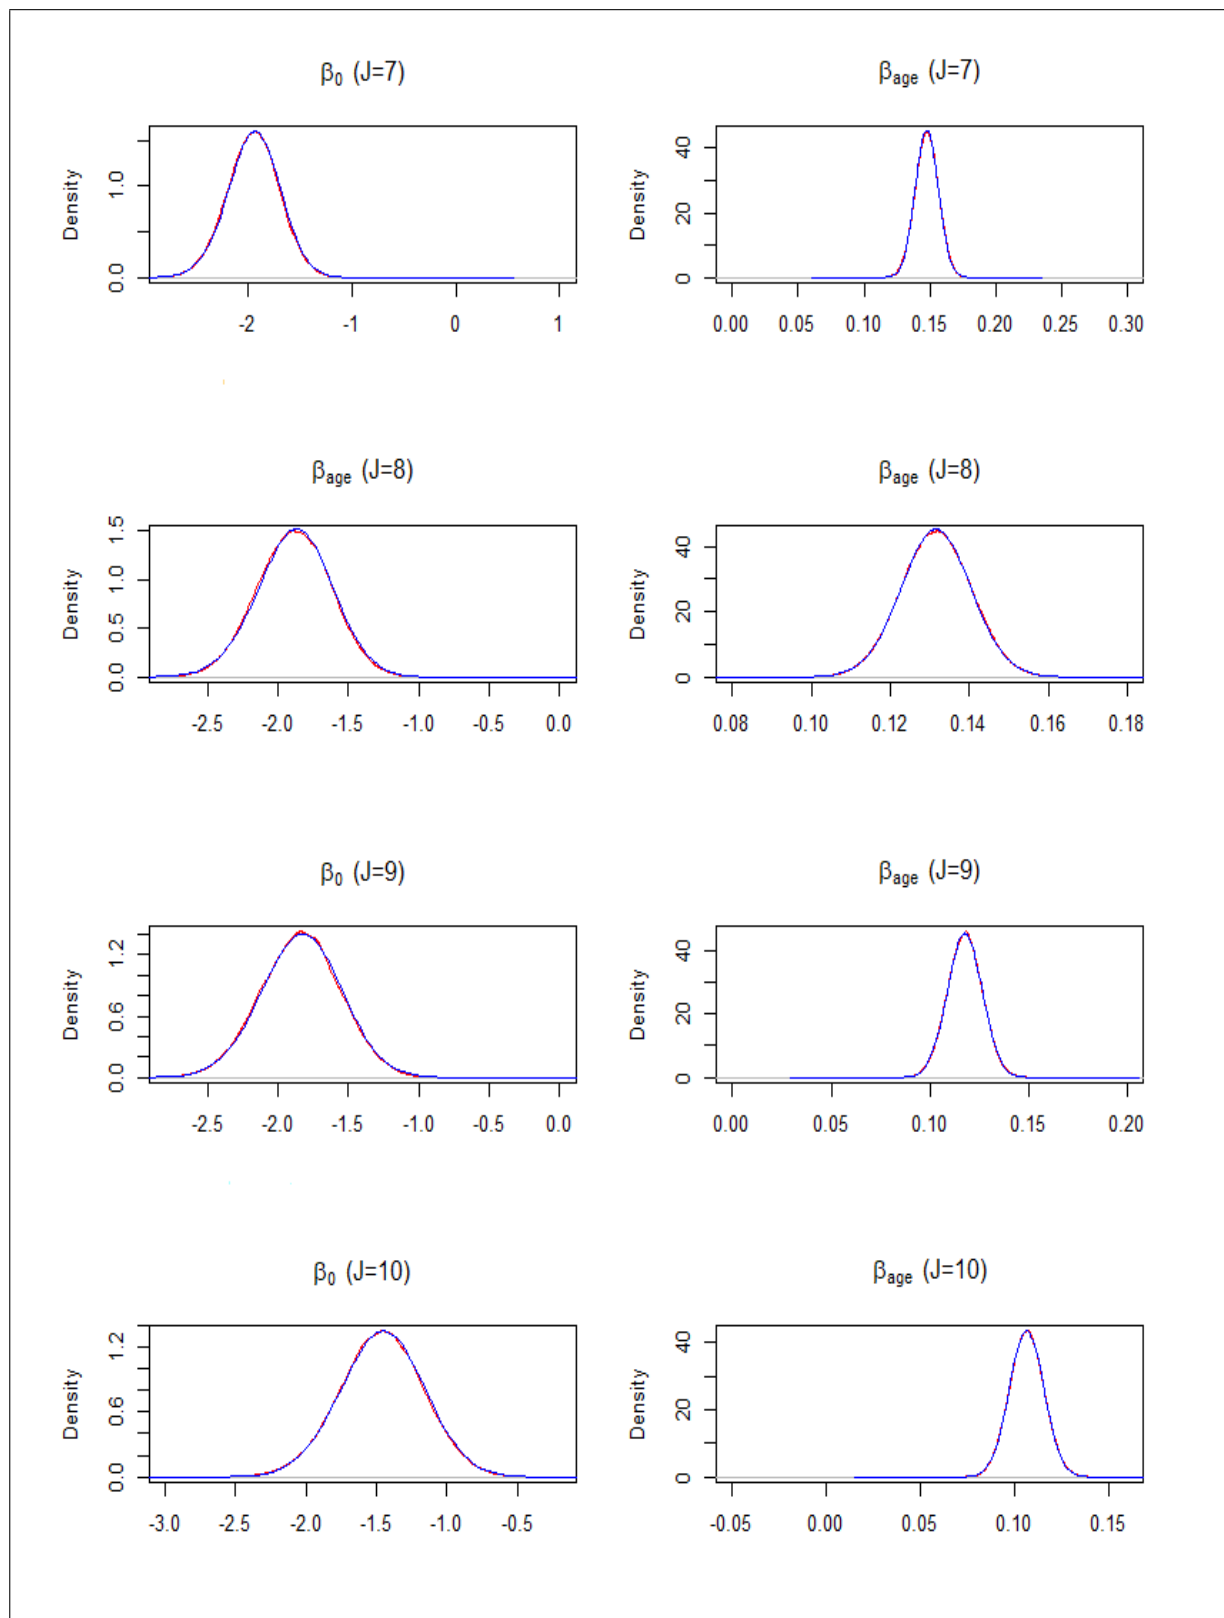 β0 (J=7)
Density
0.0 1.0
-2 -1 0 1
βage (J=7)
Density
0 20 40
0.00 0.05 0.10 0.15 0.20 0.25 0.30
βage (J=8)
Density
0.0 0.5 1.0 1.5
-2.5 -2.0 -1.5 -1.0 -0.5 0.0
βage (J=8)
Density
0 20 40
0.08 0.10 0.12 0.14 0.16 0.18
β0 (J=9)
Density
0.0 0.6 1.2
-2.5 -2.0 -1.5 -1.0 -0.5 0.0
βage (J=9)
Density
0 20 40
0.00 0.05 0.10 0.15 0.20
β0 (J=10)
Density
0.0 0.6 1.2
-3.0 -2.5 -2.0 -1.5 -1.0 -0.5
βage (J=10)
Density
0 20 40
-0.05 0.00 0.05 0.10 0.15